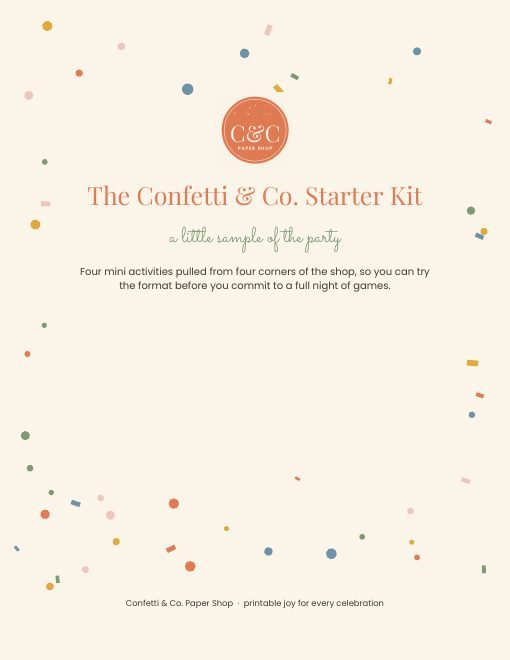 C&C
PAPER SHOP
The Confetti & Co. Starter Kit
a little sample of the party
Four mini activities pulled from four corners of the shop, so you can try
the format before you commit to a full night of games.
Confetti & Co. Paper Shop · printable joy for every celebration